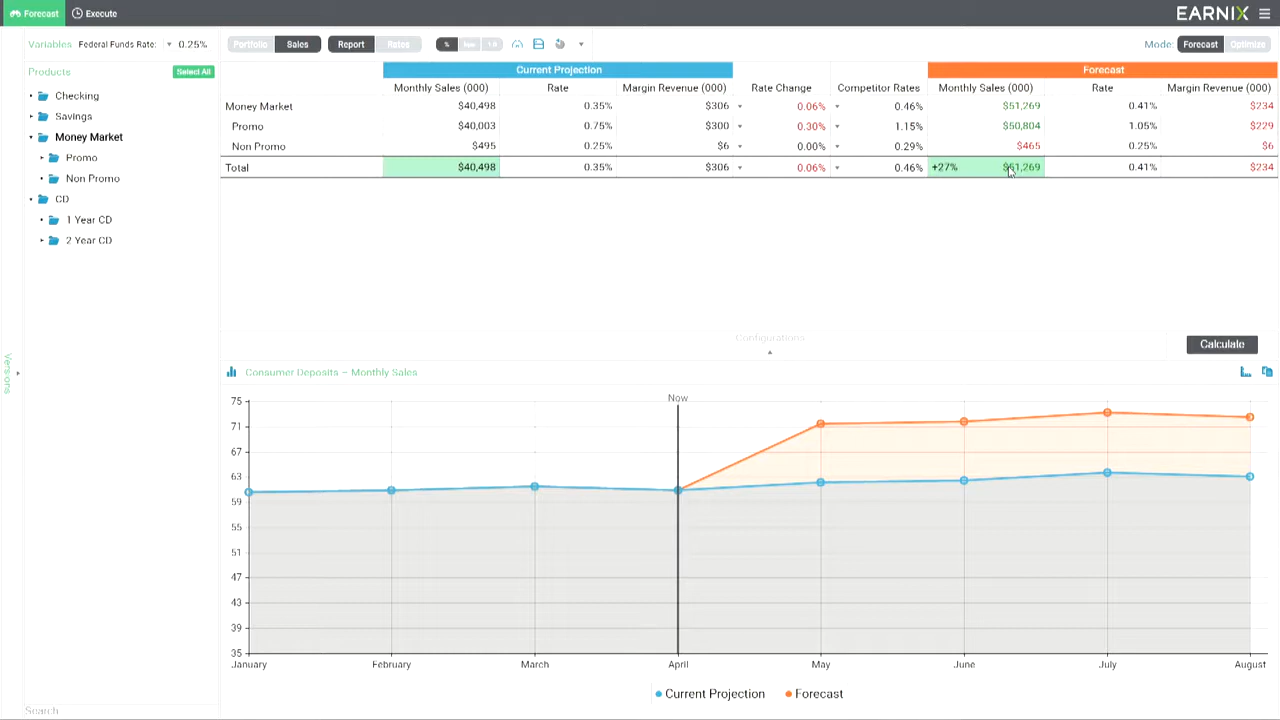 Forecast Execute EARNIX
Variables Federal Funds Rate: 0.25% Portfolio Sales Report Rates % 1.0 Mode: Forecast Optimize
Products Select All
Checking
Savings
Money Market
Promo
Non Promo
CD
1 Year CD
2 Year CD
Current Projection Forecast
Monthly Sales (000) Rate Margin Revenue (000) Rate Change Competitor Rates Monthly Sales (000) Rate Margin Revenue (000)
Money Market $40,498 0.35% $306 0.06% 0.46% $51,269 0.41% $234
Promo $40,003 0.75% $300 0.30% 1.15% $50,804 1.05% $229
Non Promo $495 0.25% $6 0.00% 0.29% $465 0.25% $6
Total $40,498 0.35% $306 0.06% 0.46% +27% $51,269 0.41% $234
Configurations
Calculate
Versions
Consumer Deposits – Monthly Sales
Now
75
71
67
63
59
55
51
47
43
39
35
January February March April May June July August
Current Projection Forecast
Search